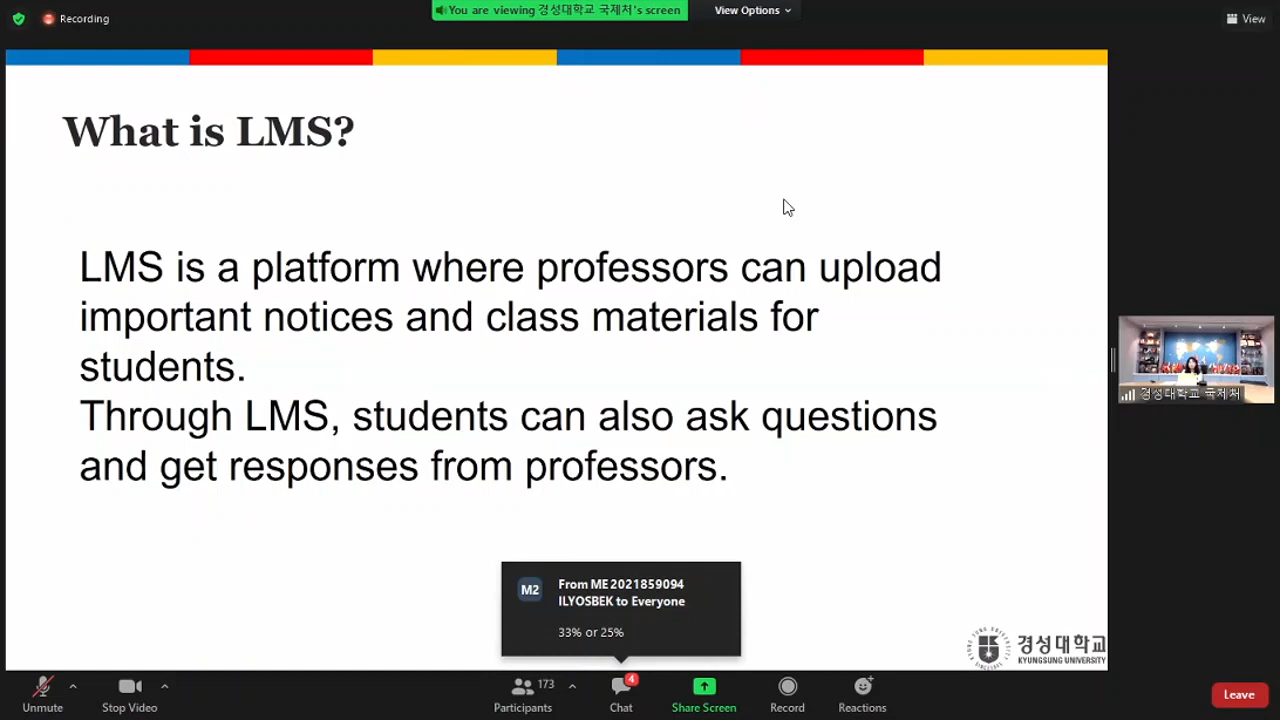 Recording
You are viewing 경성대학교 국제처's screen
View Options
View
What is LMS?
LMS is a platform where professors can upload
important notices and class materials for
students.
Through LMS, students can also ask questions
and get responses from professors.
경성대학교 국제처
M2
From ME 2021859094
ILYOSBEK to Everyone
33% or 25%
경성대학교
KYUNGSUNG UNIVERSITY
Unmute
Stop Video
173
Participants
4
Chat
Share Screen
Record
Reactions
Leave